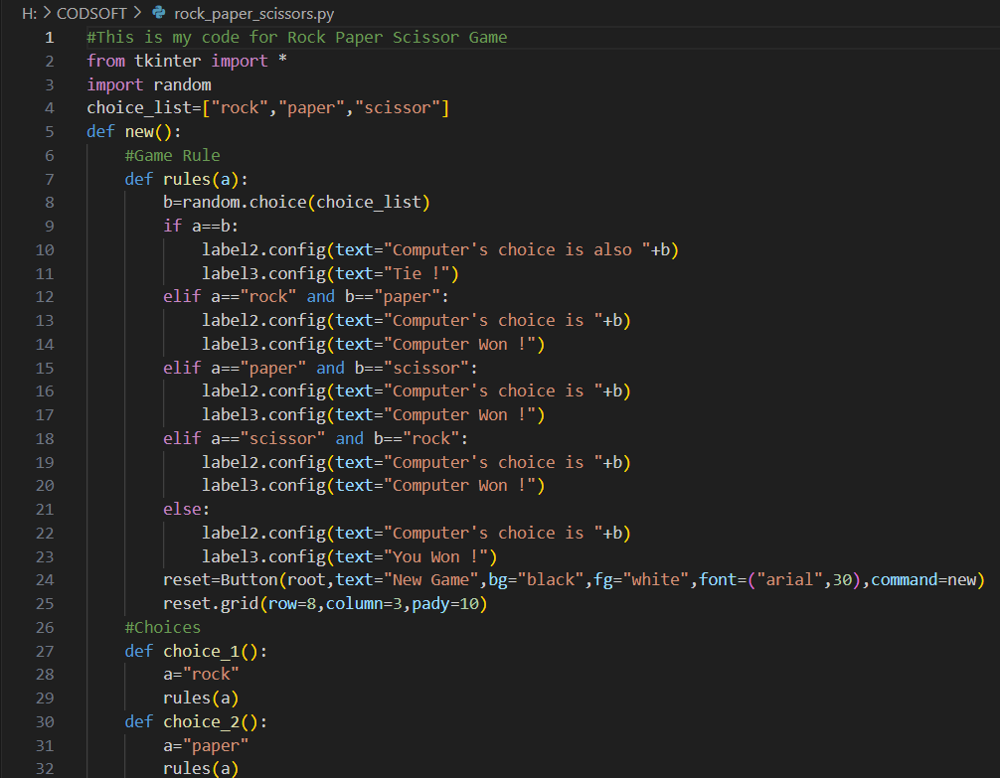 H: > CODSOFT > rock_paper_scissors.py
1 #This is my code for Rock Paper Scissor Game
2 from tkinter import *
3 import random
4 choice_list=["rock","paper","scissor"]
5 def new():
6     #Game Rule
7     def rules(a):
8         b=random.choice(choice_list)
9         if a==b:
10             label2.config(text="Computer's choice is also "+b)
11             label3.config(text="Tie !")
12         elif a=="rock" and b=="paper":
13             label2.config(text="Computer's choice is "+b)
14             label3.config(text="Computer Won !")
15         elif a=="paper" and b=="scissor":
16             label2.config(text="Computer's choice is "+b)
17             label3.config(text="Computer Won !")
18         elif a=="scissor" and b=="rock":
19             label2.config(text="Computer's choice is "+b)
20             label3.config(text="Computer Won !")
21         else:
22             label2.config(text="Computer's choice is "+b)
23             label3.config(text="You Won !")
24         reset=Button(root,text="New Game",bg="black",fg="white",font=("arial",30),command=new)
25         reset.grid(row=8,column=3,pady=10)
26     #Choices
27     def choice_1():
28         a="rock"
29         rules(a)
30     def choice_2():
31         a="paper"
32         rules(a)